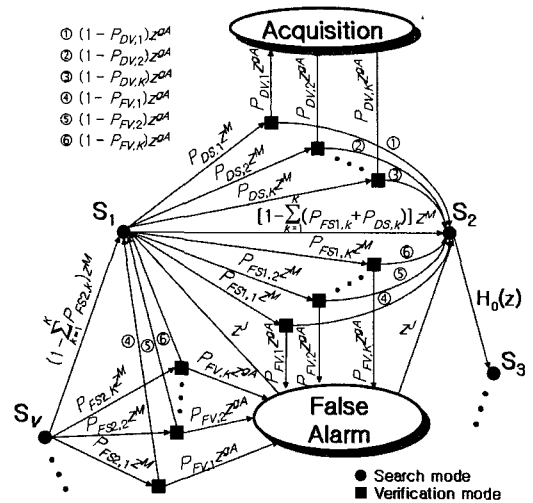 Acquisition
① (1 - P_{DV,1})z^{QA}
② (1 - P_{DV,2})z^{QA}
③ (1 - P_{DV,K})z^{QA}
④ (1 - P_{FV,1})z^{QA}
⑤ (1 - P_{FV,2})z^{QA}
⑥ (1 - P_{FV,K})z^{QA}
P_{DV,1}z^{QA}
P_{DV,2}z^{QA}
P_{DV,K}z^{QA}
①
P_{DS,1}z^M
②
P_{DS,2}z^M
③
P_{DS,K}z^M
S_1
[1-\sum_{k=1}^{K}(P_{FS1,k}+P_{DS,k})] z^M
S_2
P_{FS1,K}z^M
⑥
P_{FS1,2}z^M
⑤
P_{FS1,1}z^M
④
H_0(z)
(1-\sum_{k=1}^{K}P_{FS2,k})z^M
④
⑤
⑥
z^J
P_{FV,1}z^{QA}
P_{FV,2}z^{QA}
P_{FV,K}z^{QA}
z^J
S_3
P_{FS2,K}z^M
P_{FV,K}z^{QA}
S_v
P_{FS2,2}z^M
P_{FV,2}z^{QA}
False
Alarm
P_{FS2,1}z^M
P_{FV,1}z^{QA}
● Search mode
■ Verification mode